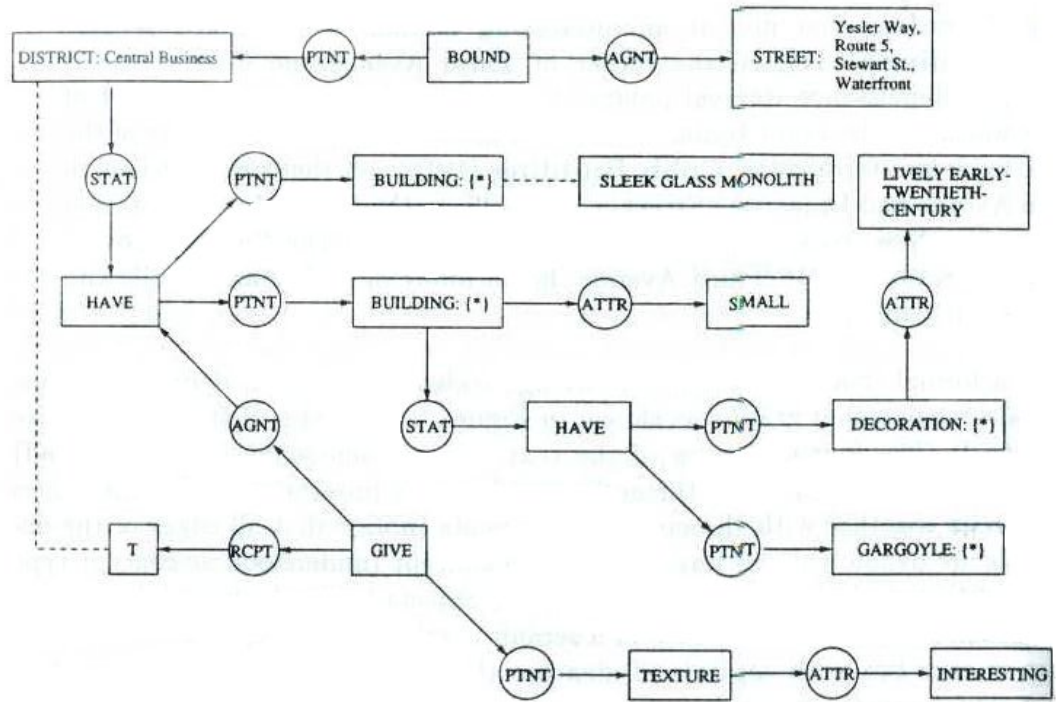 DISTRICT: Central Business
PTNT
BOUND
AGNT
STREET:
Yesler Way,
Route 5,
Stewart St.,
Waterfront
STAT
PTNT
BUILDING: {*}
SLEEK GLASS MONOLITH
LIVELY EARLY-
TWENTIETH-
CENTURY
HAVE
PTNT
BUILDING: {*}
ATTR
SMALL
ATTR
AGNT
STAT
HAVE
PTNT
DECORATION: {*}
T
RCPT
GIVE
PTNT
GARGOYLE: {*}
PTNT
TEXTURE
ATTR
INTERESTING